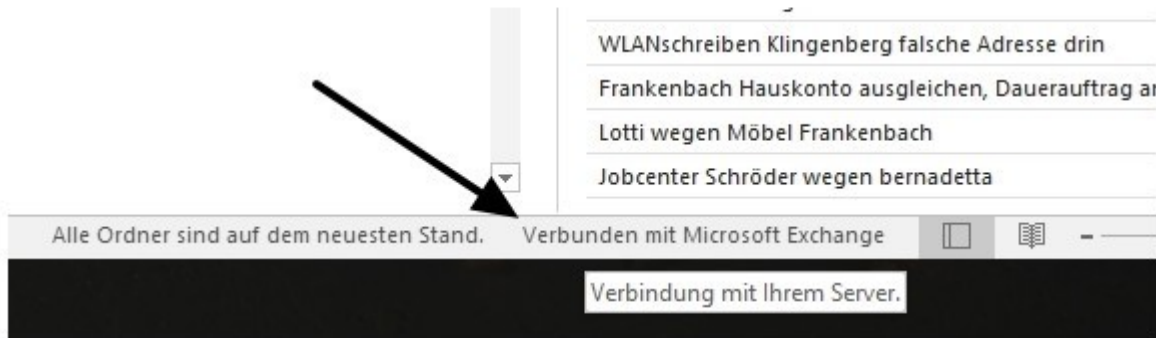 WLANschreiben Klingenberg falsche Adresse drin
Frankenbach Hauskonto ausgleichen, Dauerauftrag
Lotti wegen Möbel Frankenbach
Jobcenter Schröder wegen bernadetta
Alle Ordner sind auf dem neuesten Stand. Verbunden mit Microsoft Exchange
Verbindung mit Ihrem Server.